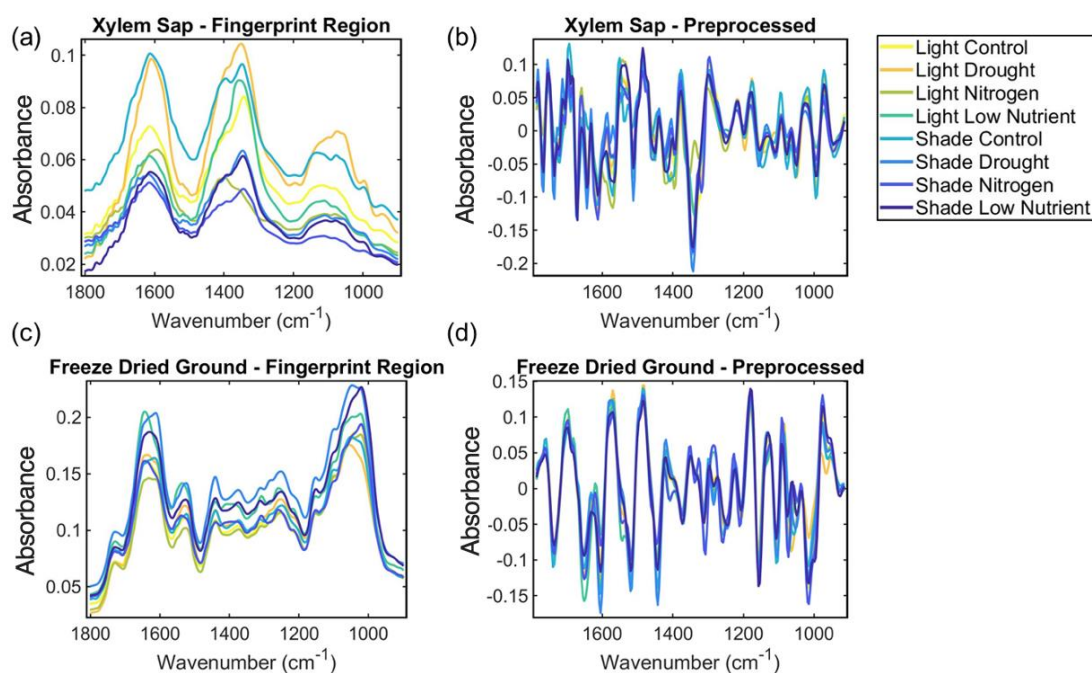 (a)
Xylem Sap - Fingerprint Region
0.1
0.08
0.06
0.04
0.02
Absorbance
1800 1600 1400 1200 1000
Wavenumber (cm-1)
(b)
Xylem Sap - Preprocessed
0.1
0.05
0
-0.05
-0.1
-0.15
-0.2
Absorbance
1600 1400 1200 1000
Wavenumber (cm-1)
Light Control
Light Drought
Light Nitrogen
Light Low Nutrient
Shade Control
Shade Drought
Shade Nitrogen
Shade Low Nutrient
(c)
Freeze Dried Ground - Fingerprint Region
0.2
0.15
0.1
0.05
Absorbance
1800 1600 1400 1200 1000
Wavenumber (cm-1)
(d)
Freeze Dried Ground - Preprocessed
0.15
0.1
0.05
0
-0.05
-0.1
-0.15
Absorbance
1600 1400 1200 1000
Wavenumber (cm-1)